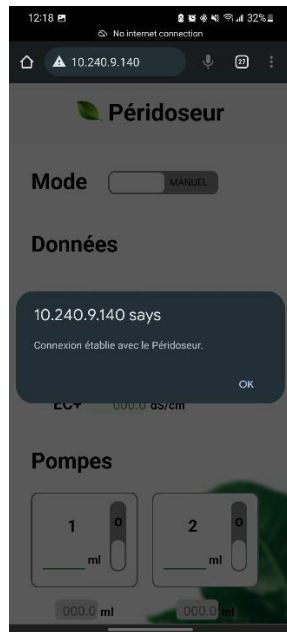 12:18
32%
No internet connection
10.240.9.140
27
Péridoseur
Mode
MANUEL
Données
10.240.9.140 says
Connexion établie avec le Péridoseur.
OK
EC+ 000.0 dS/cm
Pompes
1 O 2 O
ml ml
000.0 ml 000.0 ml